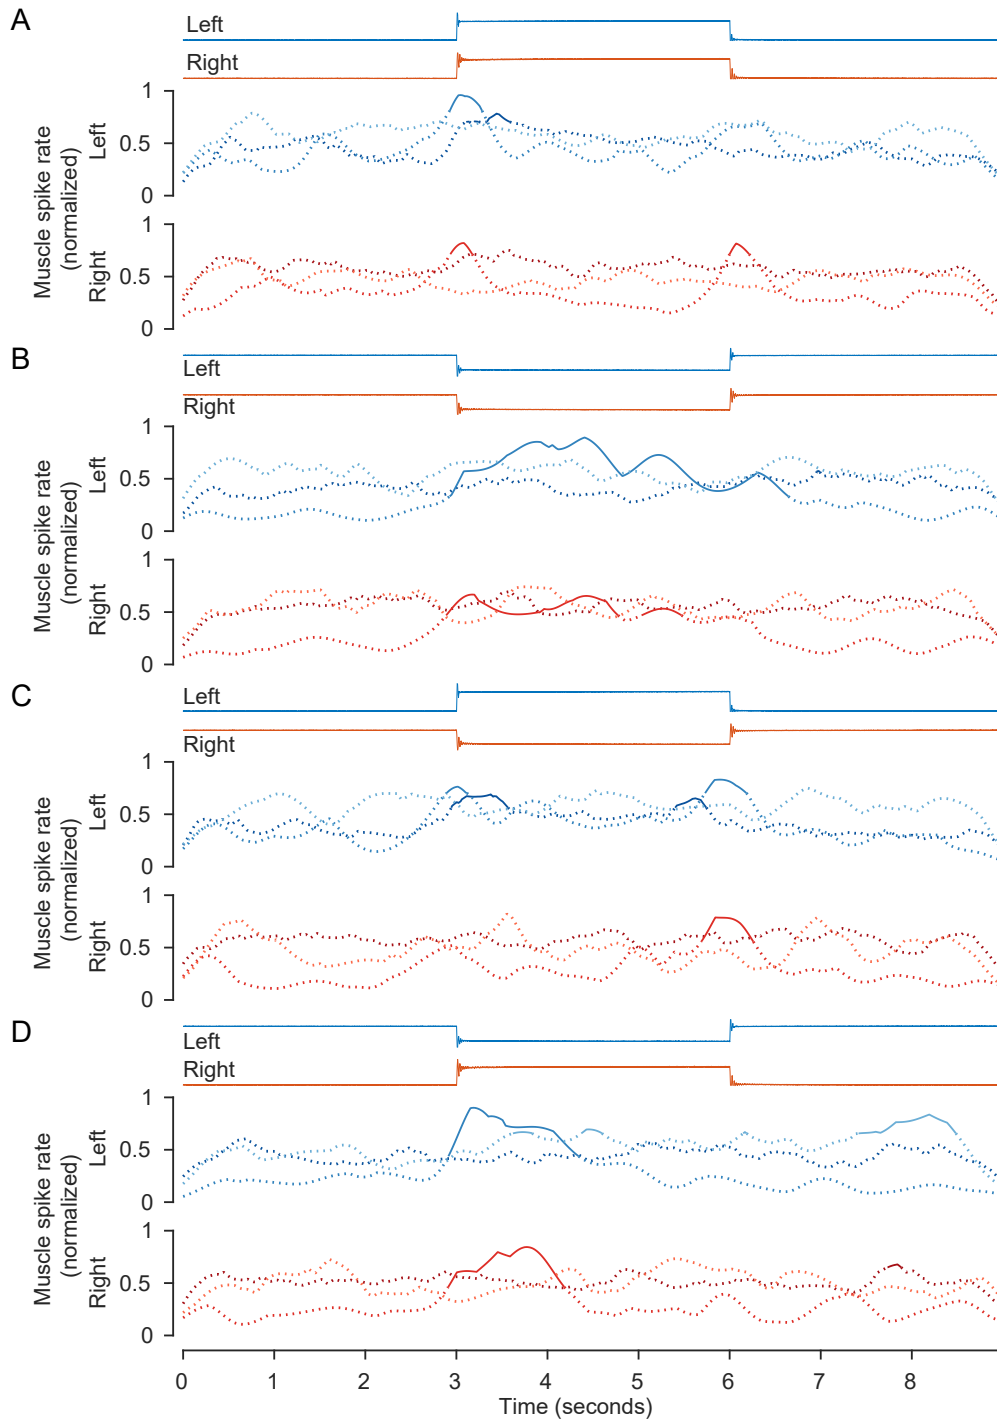 A
Left
Right
Muscle spike rate
(normalized)
Left
1
0.5
0
Right
1
0.5
0
B
Left
Right
Muscle spike rate
(normalized)
Left
1
0.5
0
Right
1
0.5
0
C
Left
Right
Muscle spike rate
(normalized)
Left
1
0.5
0
Right
1
0.5
0
D
Left
Right
Muscle spike rate
(normalized)
Left
1
0.5
0
Right
1
0.5
0
0 1 2 3 4 5 6 7 8
Time (seconds)